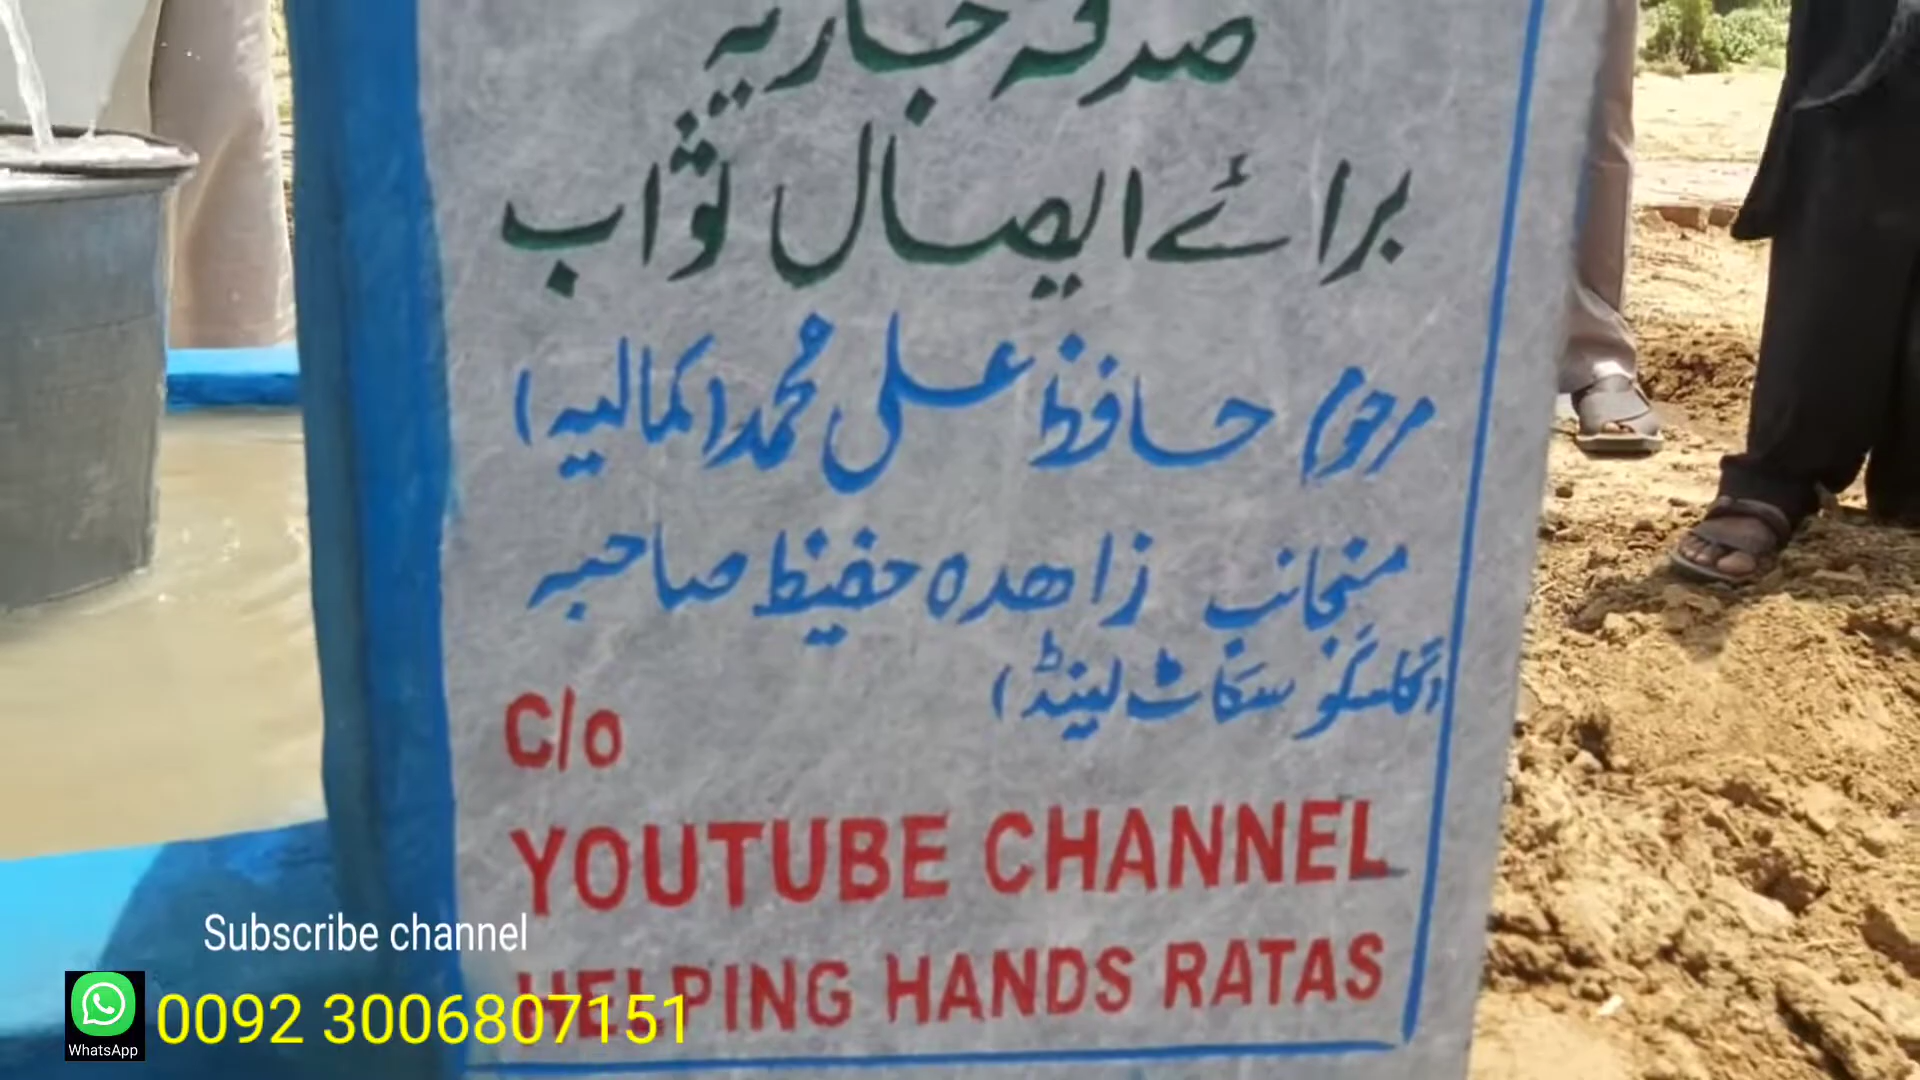 صدقہ جاریہ
برائے ایصال ثواب
مرحوم حافظ علی محمد (کمالیہ)
منجانب زاھدہ حفیظ صاحبہ
(گلاسگو سکاٹ لینڈ)
C/o
YOUTUBE CHANNEL
HELPING HANDS RATAS
Subscribe channel
WhatsApp
0092 3006807151